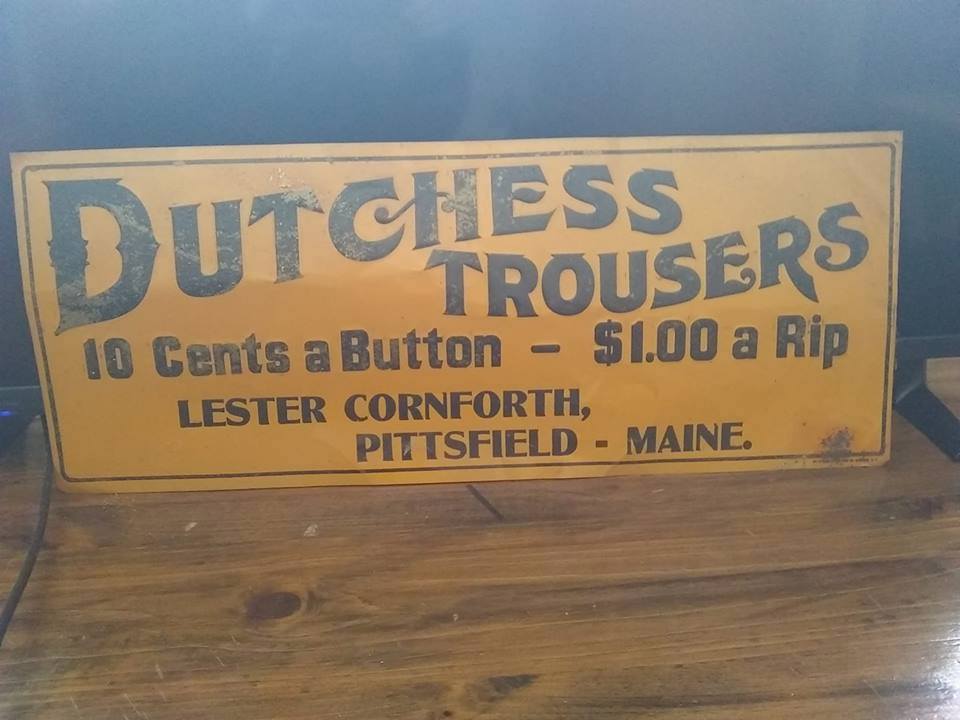 DUTCHESS
TROUSERS
10 Cents a Button - $1.00 a Rip
LESTER CORNFORTH,
PITTSFIELD - MAINE.